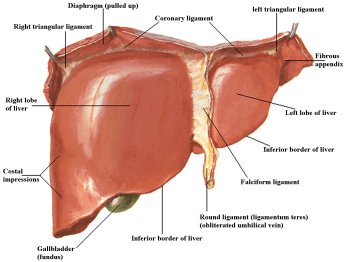 Diaphragm (pulled up)
left triangular ligament
Right triangular ligament
Coronary ligament
Fibrous
appendix
Right lobe
of liver
Left lobe of liver
Inferior border of liver
Costal
impressions
Falciform ligament
Round ligament (ligamentum teres)
(obliterated umbilical vein)
Inferior border of liver
Gallbladder
(fundus)